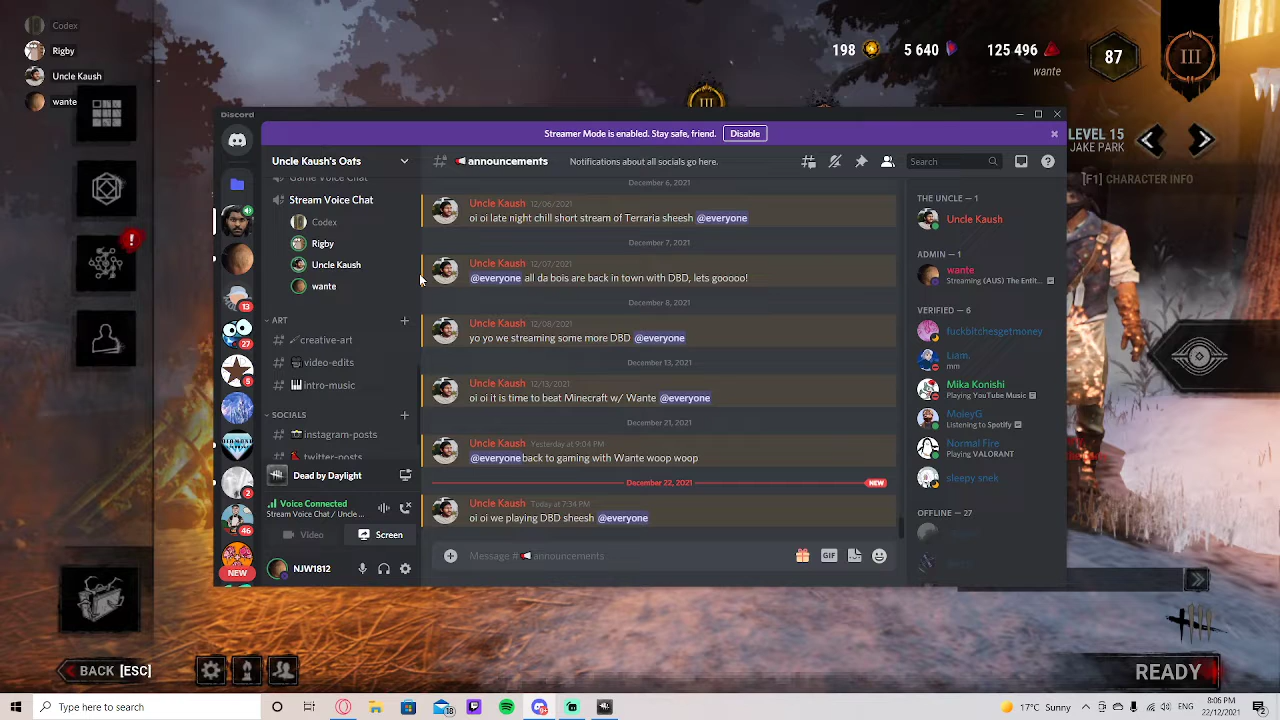 Codex
Rigby
Uncle Kaush
wante
198
5 640
125 496
wante
87
III
III
LEVEL 15
JAKE PARK
[F1] CHARACTER INFO
!
Discord
Streamer Mode is enabled. Stay safe, friend. Disable
Uncle Kaush's Oats
announcements Notifications about all socials go here.
Search
Game Voice Chat
Stream Voice Chat
Codex
Rigby
Uncle Kaush
wante
ART
creative-art
video-edits
intro-music
SOCIALS
instagram-posts
twitter-posts
Dead by Daylight
Voice Connected
Stream Voice Chat / Uncle ...
Video Screen
NJW1812
13
27
5
2
46
NEW
December 6, 2021
Uncle Kaush 12/06/2021
oi oi late night chill short stream of Terraria sheesh @everyone
December 7, 2021
Uncle Kaush 12/07/2021
@everyone all da bois are back in town with DBD, lets gooooo!
December 8, 2021
Uncle Kaush 12/08/2021
yo yo we streaming some more DBD @everyone
December 13, 2021
Uncle Kaush 12/13/2021
oi oi it is time to beat Minecraft w/ Wante @everyone
December 21, 2021
Uncle Kaush Yesterday at 9:04 PM
@everyone back to gaming with Wante woop woop
December 22, 2021 NEW
Uncle Kaush Today at 7:34 PM
oi oi we playing DBD sheesh @everyone
Message # announcements
GIF
THE UNCLE — 1
Uncle Kaush
ADMIN — 1
wante
Streaming (AUS) The Entit...
VERIFIED — 6
fuckbitchesgetmoney
Liam.
mm
Mika Konishi
Playing YouTube Music
MoleyG
Listening to Spotify
Normal Fire
Playing VALORANT
sleepy snek
OFFLINE — 27
BACK [ESC]
READY
Type here to search
17°C Sunny
8:06 PM
22/12/2021